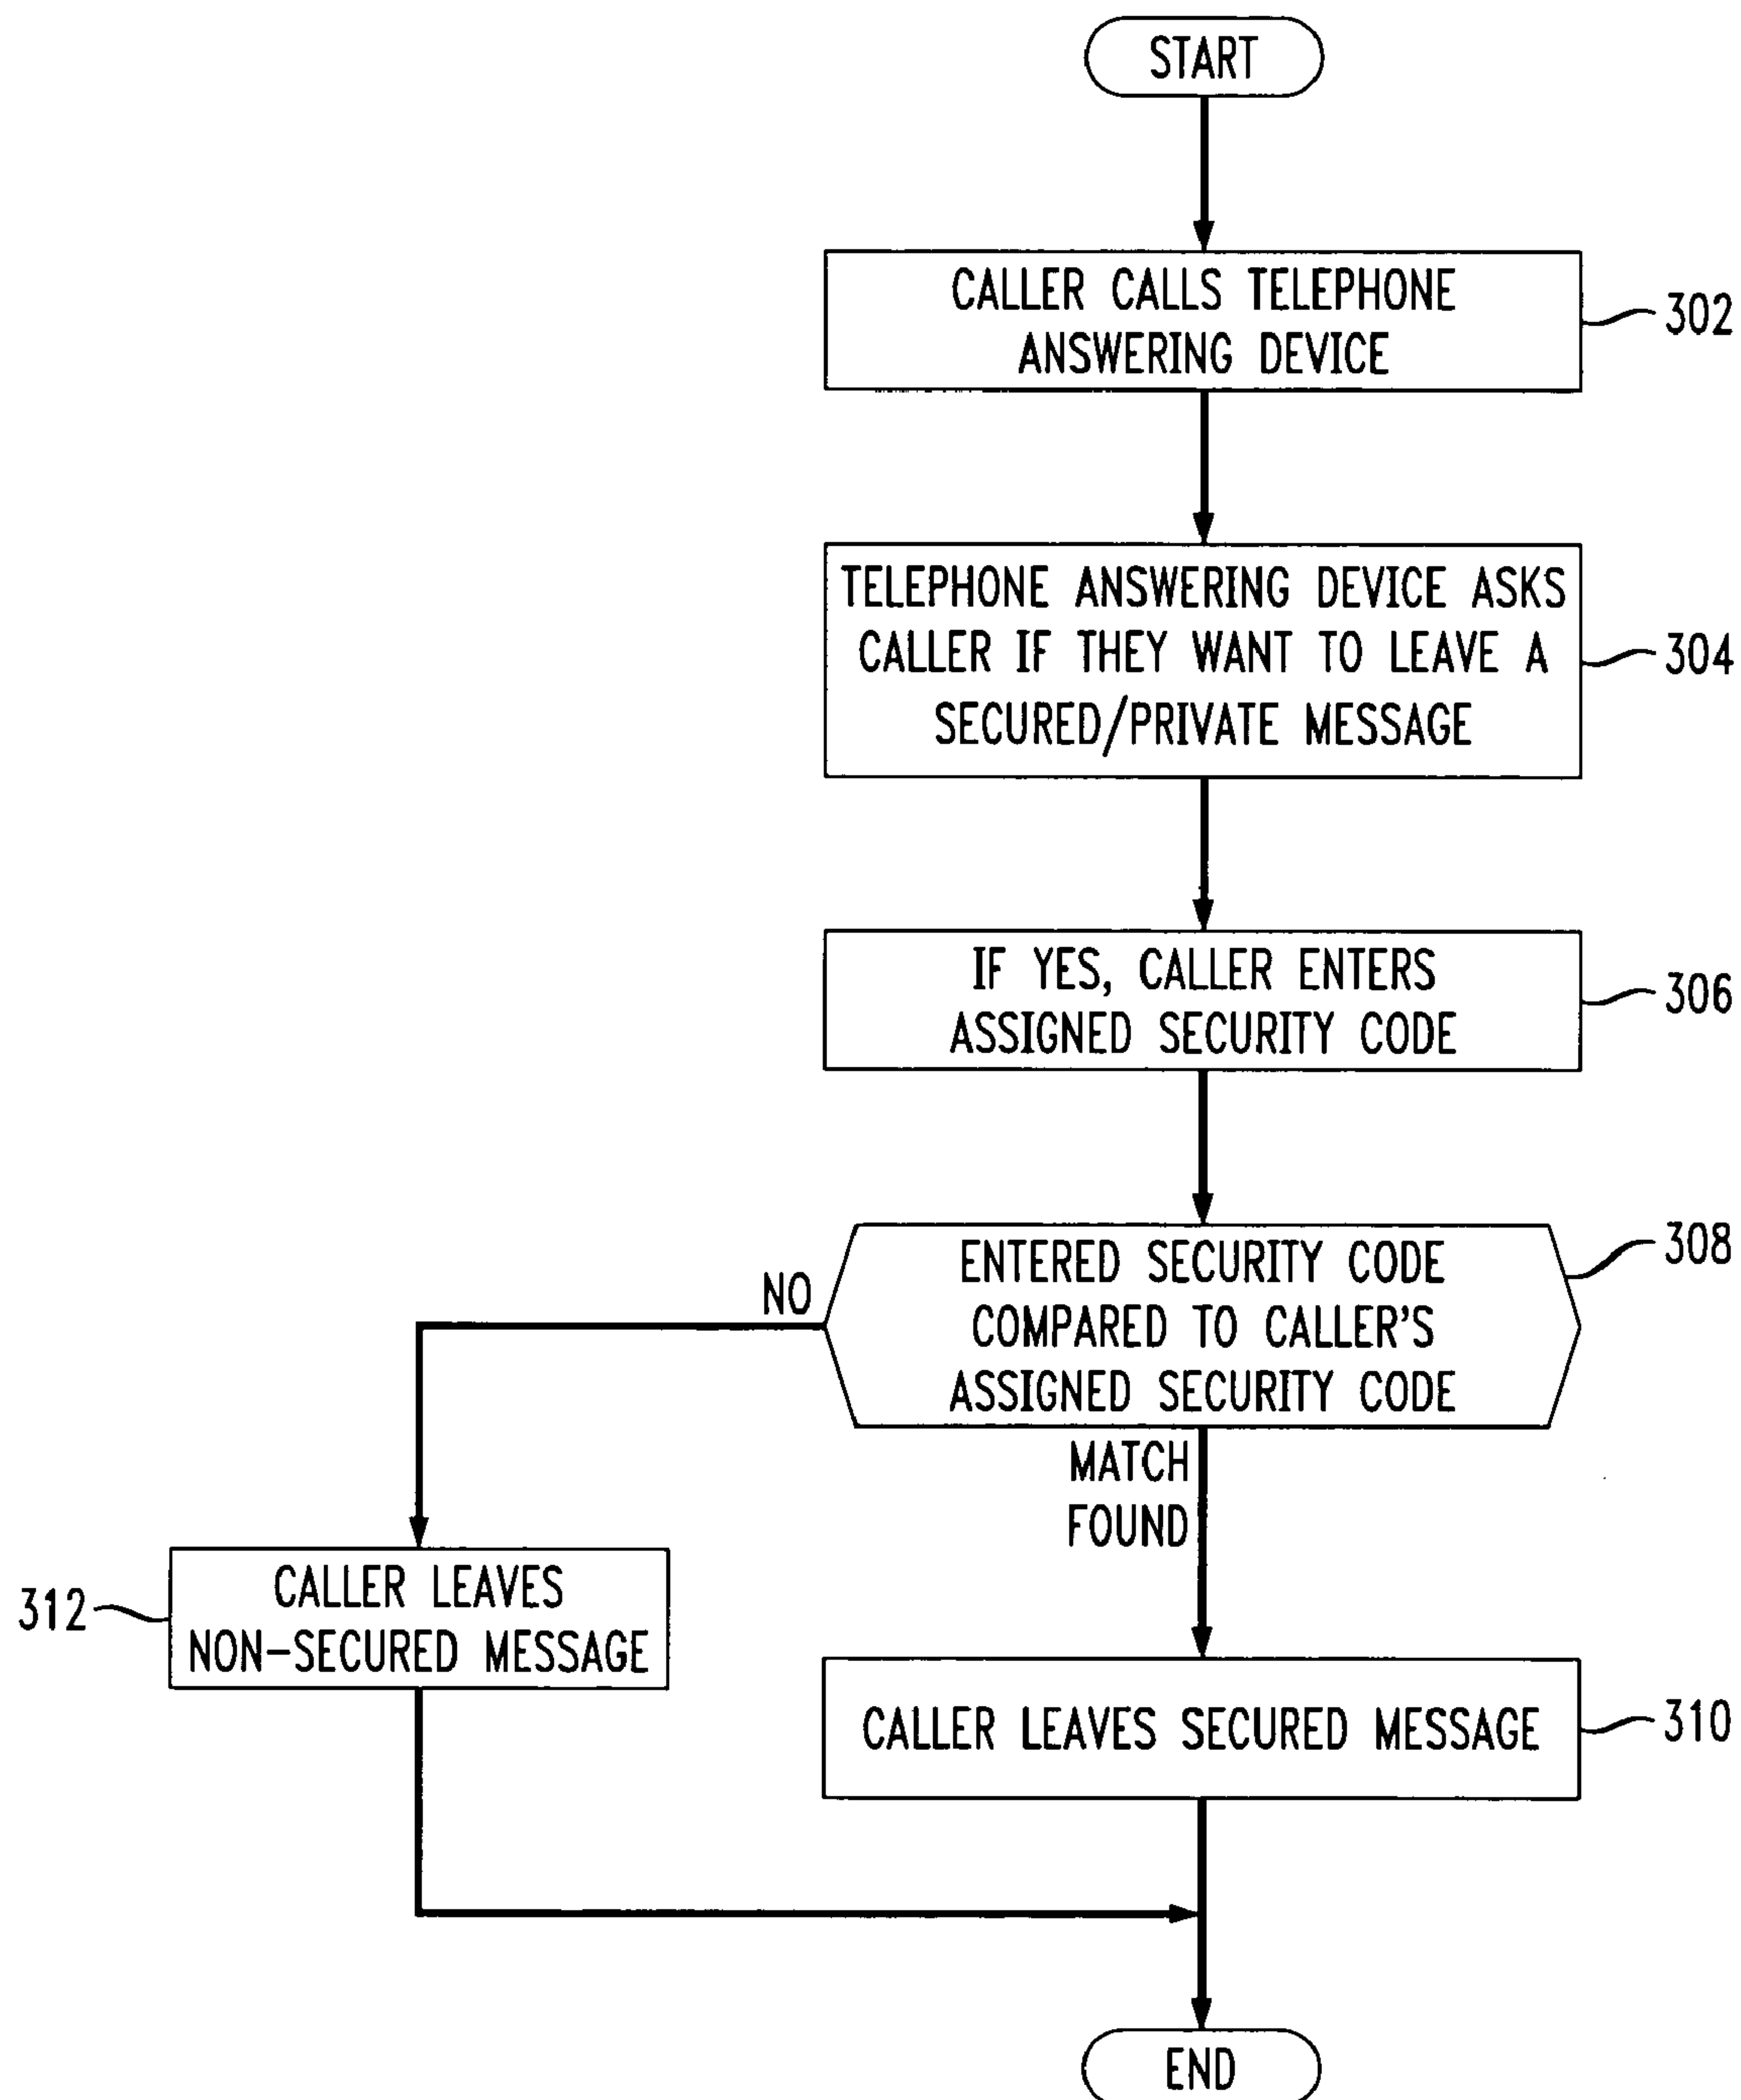 START
CALLER CALLS TELEPHONE
ANSWERING DEVICE
302
TELEPHONE ANSWERING DEVICE ASKS
CALLER IF THEY WANT TO LEAVE A
SECURED/PRIVATE MESSAGE
304
IF YES, CALLER ENTERS
ASSIGNED SECURITY CODE
306
ENTERED SECURITY CODE
COMPARED TO CALLER'S
ASSIGNED SECURITY CODE
308
NO
MATCH
FOUND
CALLER LEAVES
NON-SECURED MESSAGE
312
CALLER LEAVES SECURED MESSAGE
310
END